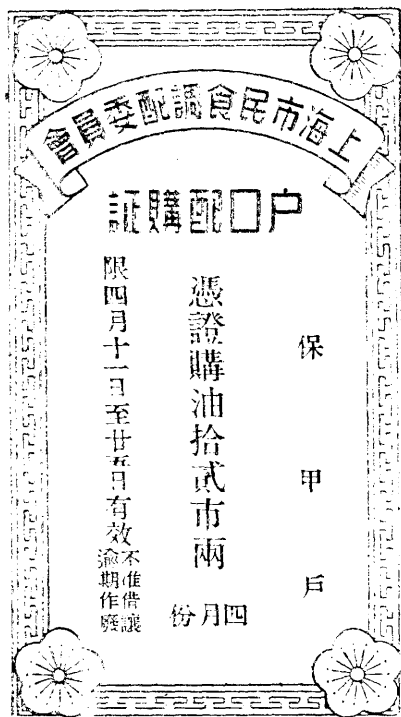 上海市民食調配委員會
户口配購証
保甲戶
憑證購油拾貳市兩
四月份
限四月十一日至廿五日有效
不准借讓
逾期作廢